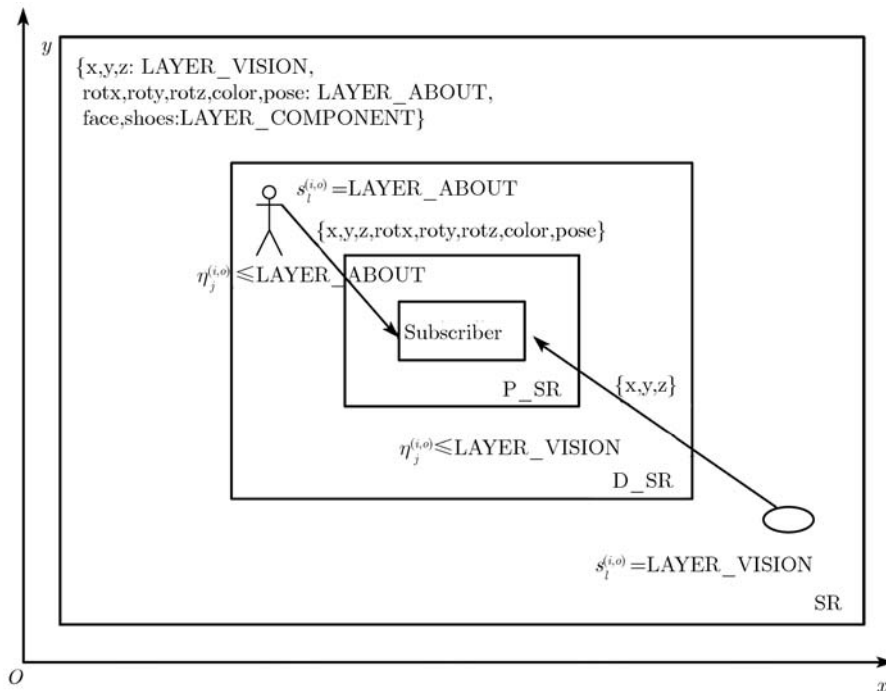 y
{x,y,z: LAYER_VISION,
rotx,roty,rotz,color,pose: LAYER_ABOUT,
face,shoes:LAYER_COMPONENT}
s_l^{(i,o)}=LAYER_ABOUT
{x,y,z,rotx,roty,rotz,color,pose}
η_j^{(i,o)}≤LAYER_ABOUT
Subscriber
P_SR
{x,y,z}
η_j^{(i,o)}≤LAYER_VISION
D_SR
s_l^{(i,o)}=LAYER_VISION
SR
O
x